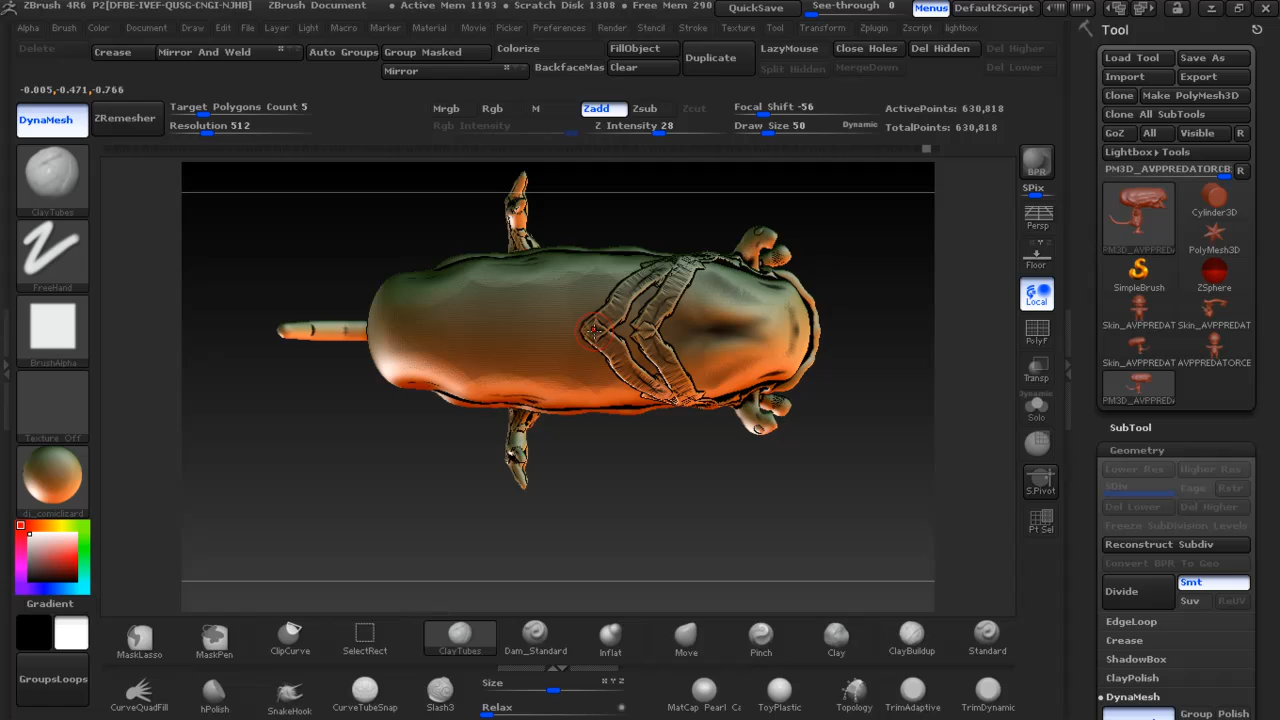 ZBrush 4R6 P2 [DFBE-IVEF-QUSG-CNGI-NJHB] ZBrush Document • Active Mem 1193 • Scratch Disk 1308 • Free Mem 290 QuickSave See-through 0 Menus DefaultZScript
Alpha Brush Color Document Draw Edit File Layer Light Macro Marker Material Movie Picker Preferences Render Stencil Stroke Texture Tool Transform Zplugin Zscript lightbox
Delete Crease Mirror And Weld Auto Groups Group Masked Colorize FillObject Duplicate LazyMouse Close Holes Del Hidden Del Higher
Mirror BackfaceMas Clear Split Hidden MergeDown Del Lower
-0.005,-0.471,-0.766
DynaMesh ZRemesher Target Polygons Count 5 Mrgb Rgb M Zadd Zsub Zcut Focal Shift -56 ActivePoints: 630,818
Resolution 512 Rgb Intensity Z Intensity 28 Draw Size 50 Dynamic TotalPoints: 630,818
ClayTubes
FreeHand
BrushAlpha
Texture Off
dj_comiclizard
Gradient
GroupsLoops
BPR
SPix
Persp
Floor
Local
PolyF
Transp
Dynamic
Solo
S.Pivot
Pt Sel
Tool
Load Tool Save As
Import Export
Clone Make PolyMesh3D
Clone All SubTools
GoZ All Visible R
Lightbox▸Tools
PM3D_AVPPREDATORCB R
Cylinder3D
PM3D_AVPPREDA PolyMesh3D
SimpleBrush ZSphere
Skin_AVPPREDAT Skin_AVPPREDAT
Skin_AVPPREDAT AVPPREDATORCE
PM3D_AVPPREDA
SubTool
Geometry
Lower Res Higher Res
SDiv Cage Rstr
Del Lower Del Higher
Freeze SubDivision Levels
Reconstruct Subdiv
Convert BPR To Geo
Divide Smt
Suv ReUV
EdgeLoop
Crease
ShadowBox
ClayPolish
DynaMesh
Group Polish
MaskLasso MaskPen ClipCurve SelectRect ClayTubes Dam_Standard Inflat Move Pinch Clay ClayBuildup Standard
CurveQuadFill hPolish SnakeHook CurveTubeSnap Slash3 Size MatCap Pearl Ca ToyPlastic Topology TrimAdaptive TrimDynamic
Relax